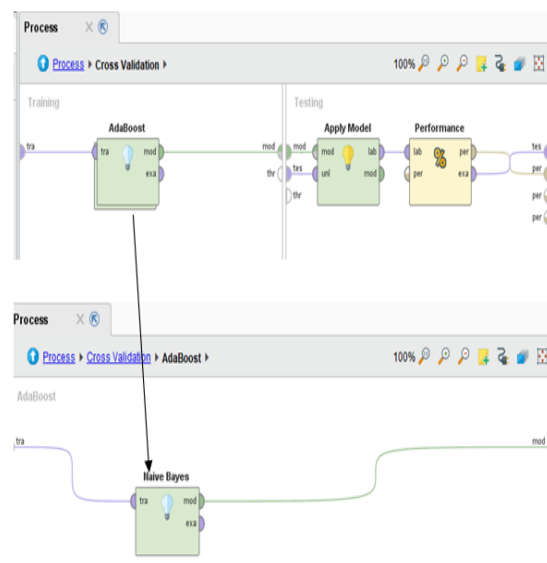 Process
Process ▸ Cross Validation ▸
100%
Training
Testing
AdaBoost
Apply Model
Performance
tra
tra
mod
exa
mod
thr
mod
tes
thr
mod
unl
lab
mod
lab
per
per
exa
tes
per
per
per
Process
Process ▸ Cross Validation ▸ AdaBoost ▸
100%
AdaBoost
tra
mod
Naive Bayes
tra
mod
exa